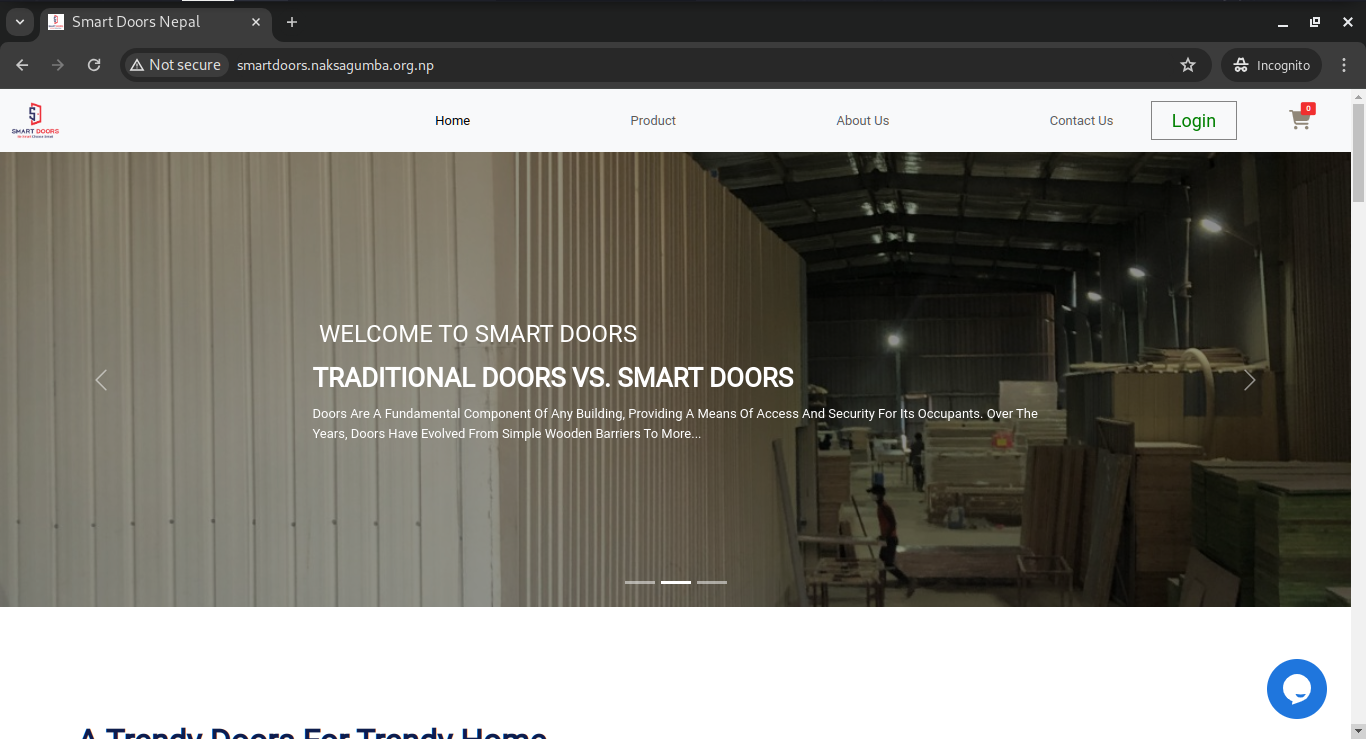 Smart Doors Nepal
Not secure
smartdoors.naksagumba.org.np
Incognito
SMART DOORS
Home
Product
About Us
Contact Us
Login
0
WELCOME TO SMART DOORS
TRADITIONAL DOORS VS. SMART DOORS
Doors Are A Fundamental Component Of Any Building, Providing A Means Of Access And Security For Its Occupants. Over The
Years, Doors Have Evolved From Simple Wooden Barriers To More...
A Trendy Doors For Trendy Home